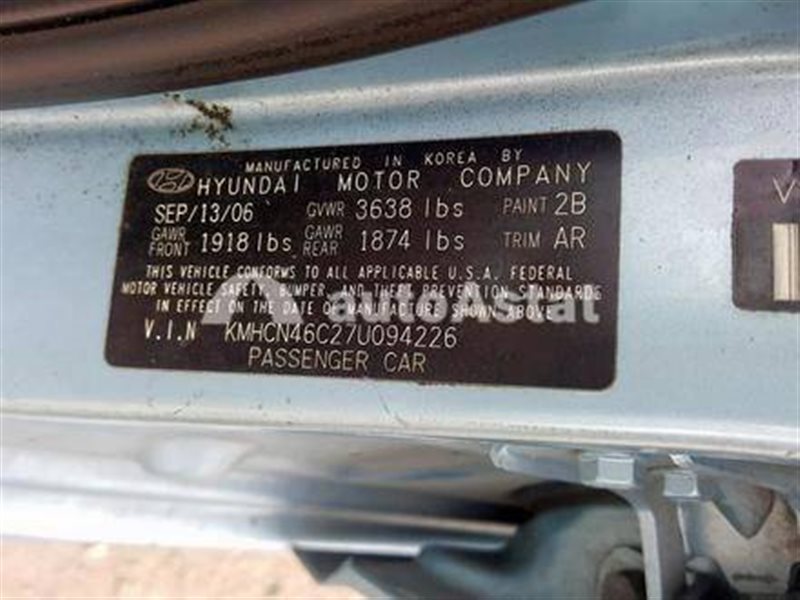 MANUFACTURED IN KOREA BY
HYUNDAI MOTOR COMPANY
SEP/13/06 GVWR 3638 lbs PAINT 2B
GAWR FRONT 1918 lbs GAWR REAR 1874 lbs TRIM AR
THIS VEHICLE CONFORMS TO ALL APPLICABLE U.S.A. FEDERAL
MOTOR VEHICLE SAFETY, BUMPER, AND THEFT PREVENTION STANDARDS
IN EFFECT ON THE DATE OF MANUFACTURE SHOWN ABOVE
autoAstat
V.I.N KMHCN46C27U094226
PASSENGER CAR
V